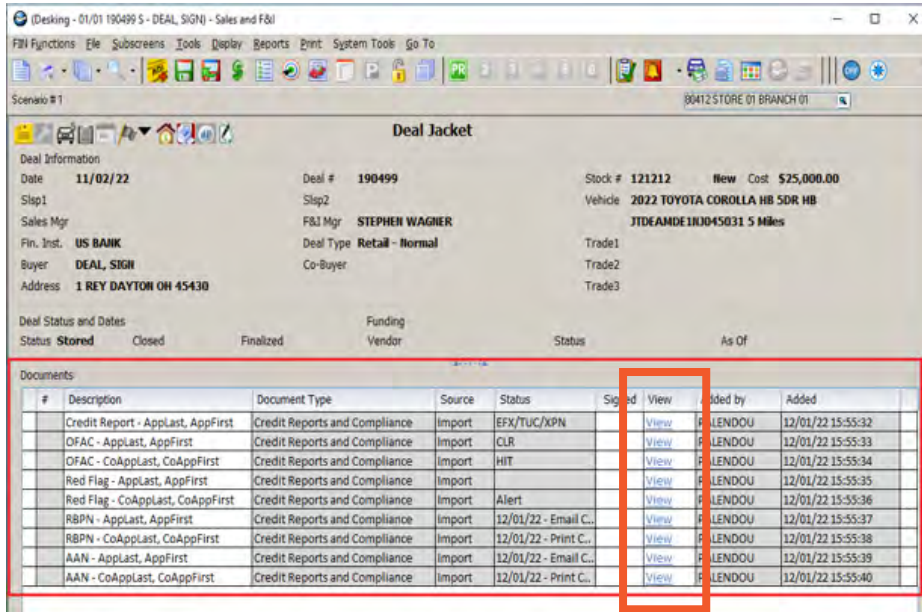 (Desking - 01/01 190499 S - DEAL, SIGN) - Sales and F&I
FIN Functions File Subscreens Tools Display Reports Print System Tools Go To
Scenario #1 80412 STORE 01 BRANCH 01
Deal Jacket
Deal Information
Date 11/02/22 Deal # 190499 Stock # 121212 New Cost $25,000.00
Slsp1 Slsp2 Vehicle 2022 TOYOTA COROLLA HB 5DR HB
Sales Mgr F&I Mgr STEPHEN WAGNER JTDEAMDE1NJ045031 5 Miles
Fin. Inst. US BANK Deal Type Retail - Normal Trade1
Buyer DEAL, SIGN Co-Buyer Trade2
Address 1 REY DAYTON OH 45430 Trade3
Deal Status and Dates Funding
Status Stored Closed Finalized Vendor Status As Of
Documents
# Description Document Type Source Status Signed View Added by Added
Credit Report - AppLast, AppFirst Credit Reports and Compliance Import EFX/TUC/XPN View LENDOU 12/01/22 15:55:32
OFAC - AppLast, AppFirst Credit Reports and Compliance Import CLR View LENDOU 12/01/22 15:55:33
OFAC - CoAppLast, CoAppFirst Credit Reports and Compliance Import HIT View LENDOU 12/01/22 15:55:34
Red Flag - AppLast, AppFirst Credit Reports and Compliance Import View LENDOU 12/01/22 15:55:35
Red Flag - CoAppLast, CoAppFirst Credit Reports and Compliance Import Alert View LENDOU 12/01/22 15:55:36
RBPN - AppLast, AppFirst Credit Reports and Compliance Import 12/01/22 - Email C... View LENDOU 12/01/22 15:55:37
RBPN - CoAppLast, CoAppFirst Credit Reports and Compliance Import 12/01/22 - Print C... View LENDOU 12/01/22 15:55:38
AAN - AppLast, AppFirst Credit Reports and Compliance Import 12/01/22 - Email C... View LENDOU 12/01/22 15:55:39
AAN - CoAppLast, CoAppFirst Credit Reports and Compliance Import 12/01/22 - Print C... View LENDOU 12/01/22 15:55:40